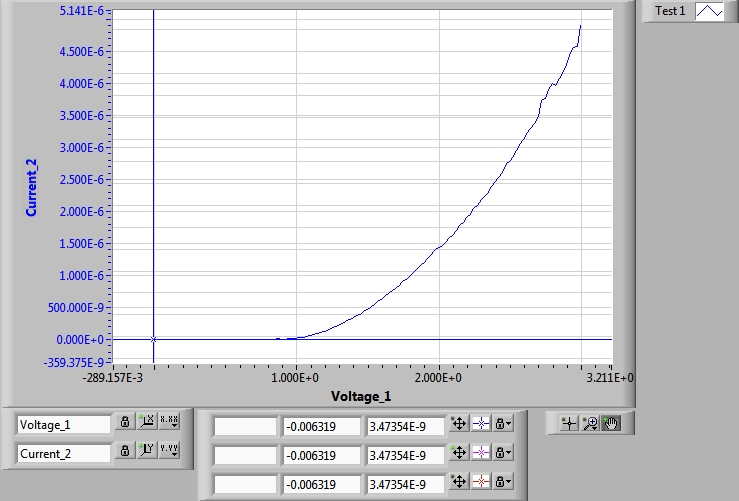 5.141E-6
Test 1
4.500E-6
4.000E-6
3.500E-6
3.000E-6
2.500E-6
2.000E-6
1.500E-6
1.000E-6
500.000E-9
0.000E+0
-359.375E-9
Current_2
-289.157E-3 1.000E+0 2.000E+0 3.211E+0
Voltage_1
Voltage_1 X X.XX
Current_2 Y Y.YY
-0.006319 3.47354E-9
-0.006319 3.47354E-9
-0.006319 3.47354E-9